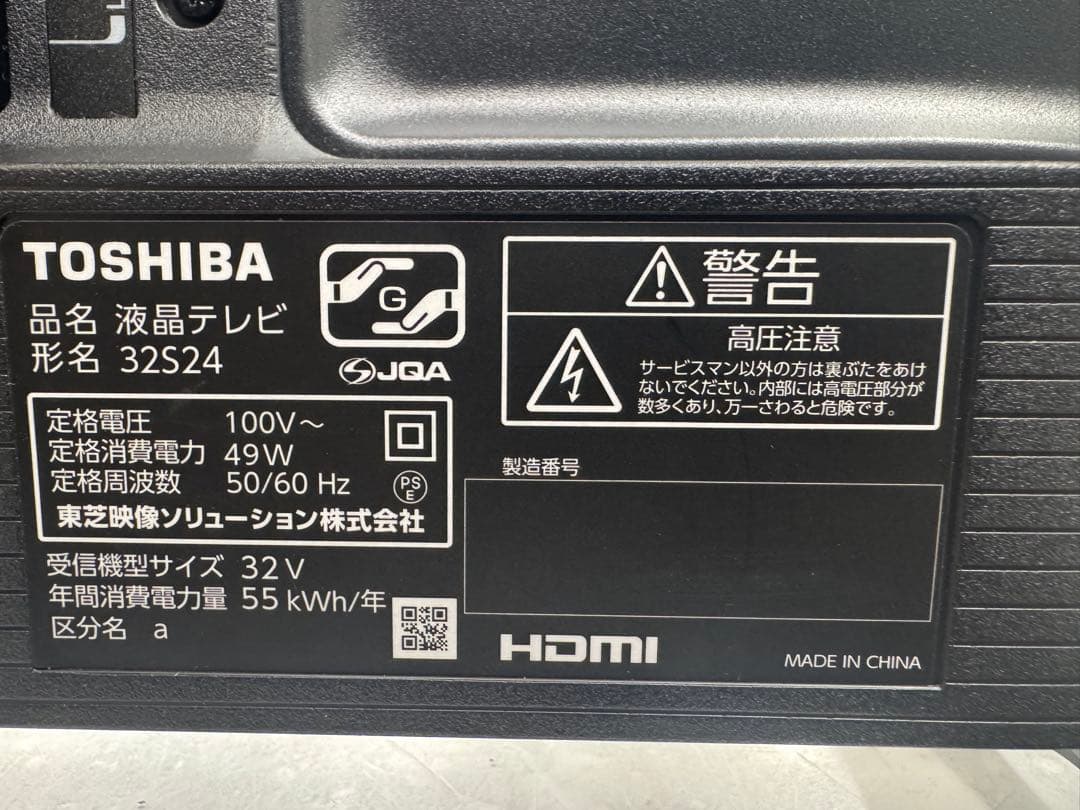 TOSHIBA
品名 液晶テレビ
形名 32S24
G
JQA
定格電圧 100V～
定格消費電力 49W
定格周波数 50/60 Hz
PS
E
東芝映像ソリューション株式会社
受信機型サイズ 32V
年間消費電力量 55 kWh/年
区分名 a
警告
高圧注意
サービスマン以外の方は裏ぶたをあけ
ないでください。内部には高電圧部分が
数多くあり、万一さわると危険です。
製造番号
HDMI
MADE IN CHINA